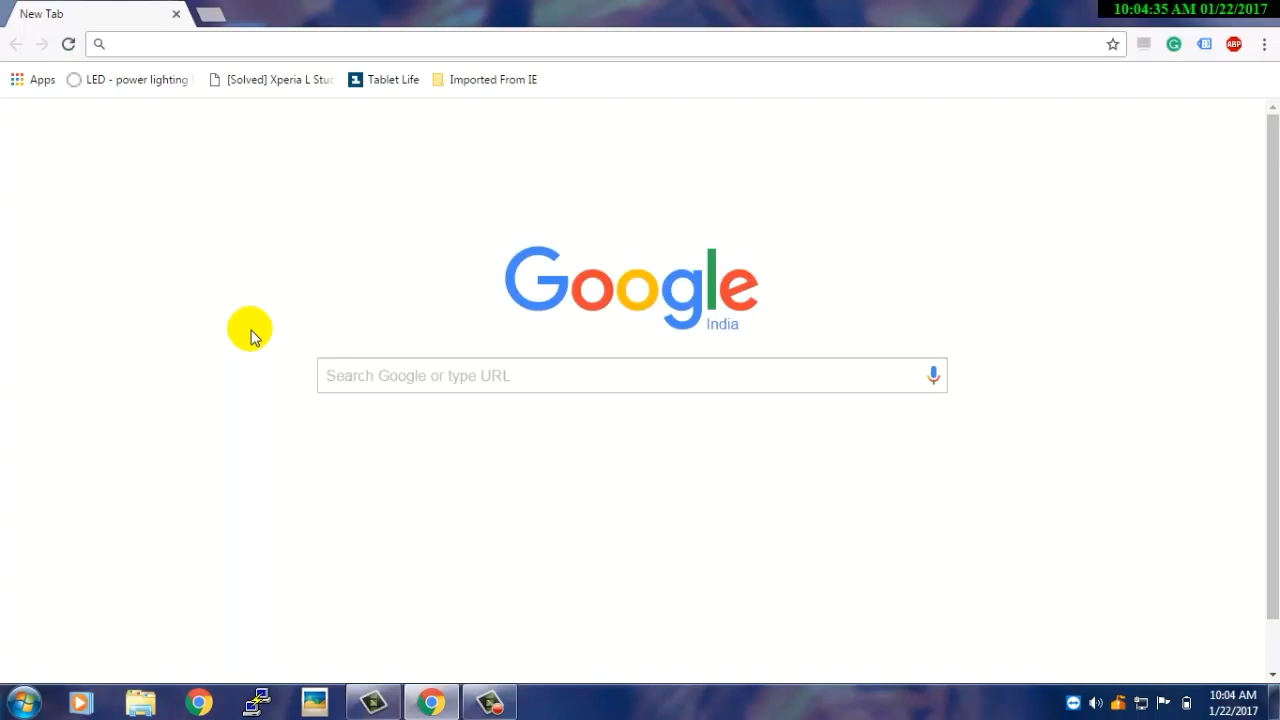 10:04:35 AM 01/22/2017
New Tab
ABP
Apps
LED - power lighting
[Solved] Xperia L Stu
Tablet Life
Imported From IE
Google
India
Search Google or type URL
10:04 AM
1/22/2017